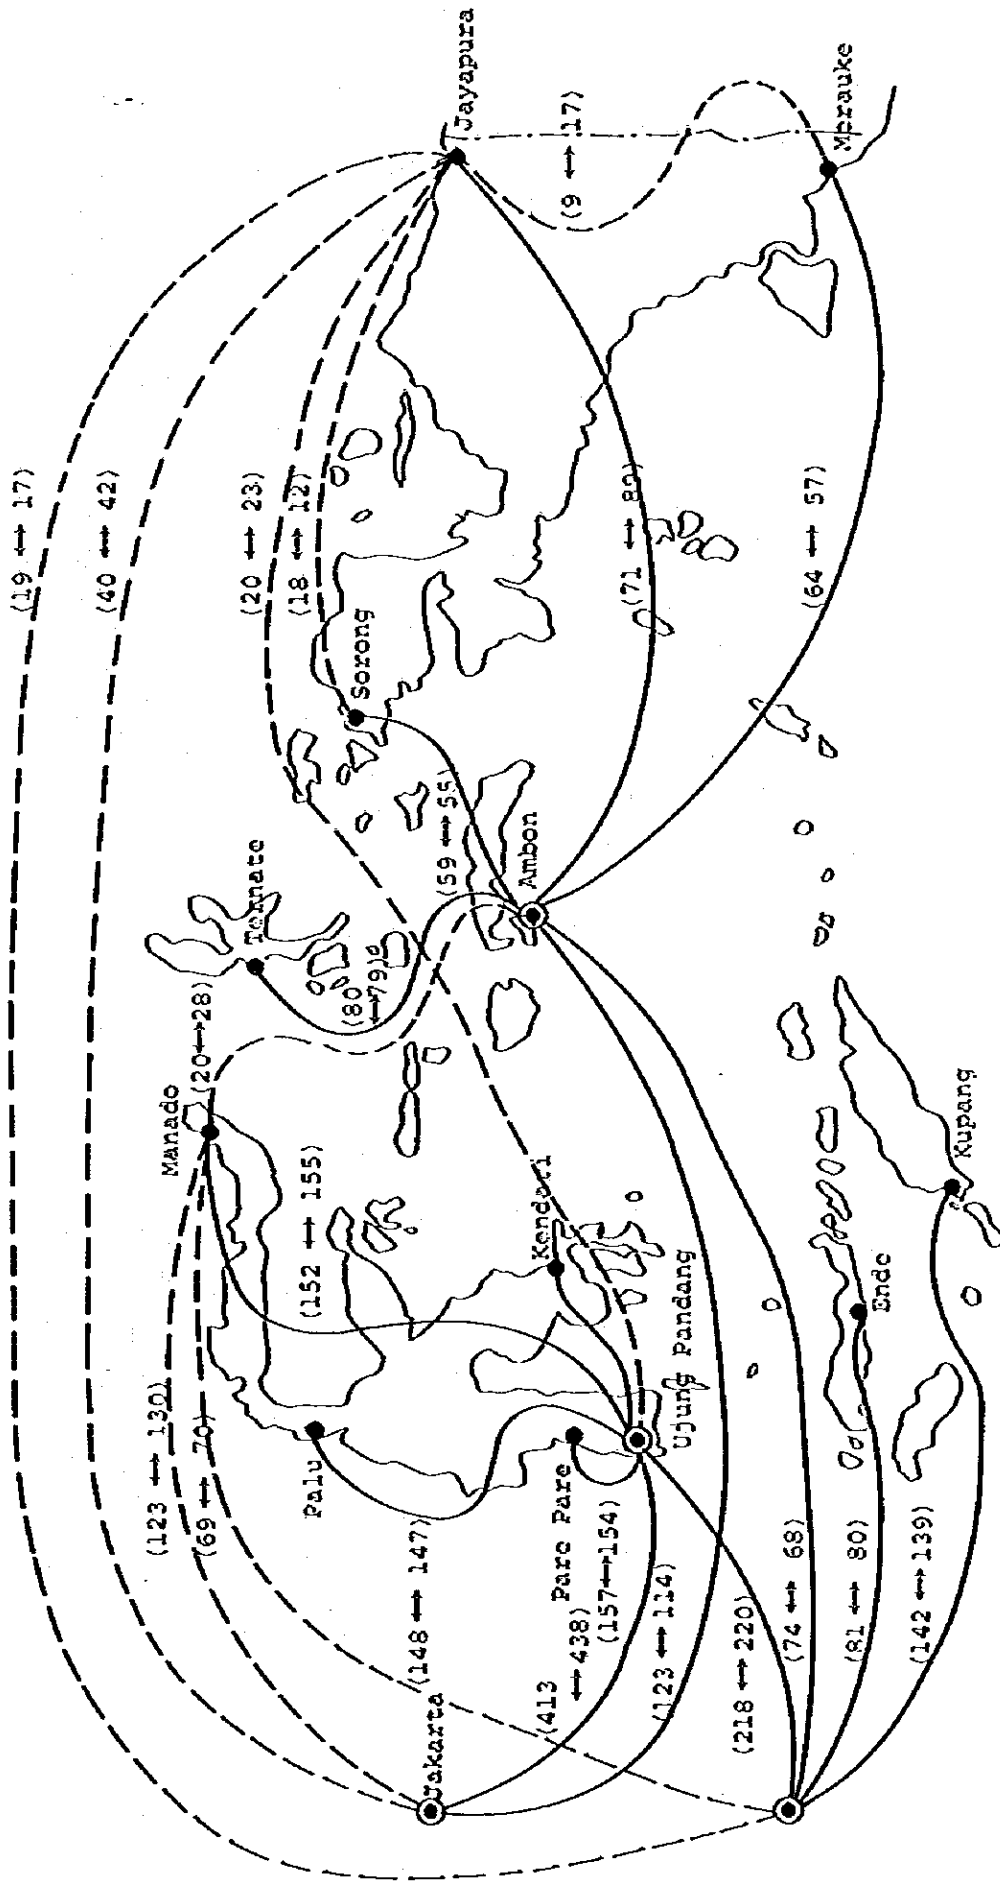 (19 ↔ 17)
(40 ↔ 42)
(20 ↔ 23)
(18 ↔ 12)
Jayapura
(9 ↔ 17)
Merauke
Sorong
(71 ↔
(64 ↔ 57)
Ternate
(59 ↔
Ambon
(80
↔79)
Manado
(20↔28)
(152 ↔ 155)
Kendari
Ujung Pandang
Ende
Kupang
(123 ↔ 130)
(69 ↔ 70)
Palu
Pare Pare
(148 ↔ 147)
Jakarta
(413
↔438)
(157↔154)
(123 ↔ 114)
(218 ↔ 220)
(74 ↔ 68)
(81 ↔ 80)
(142 ↔ 139)